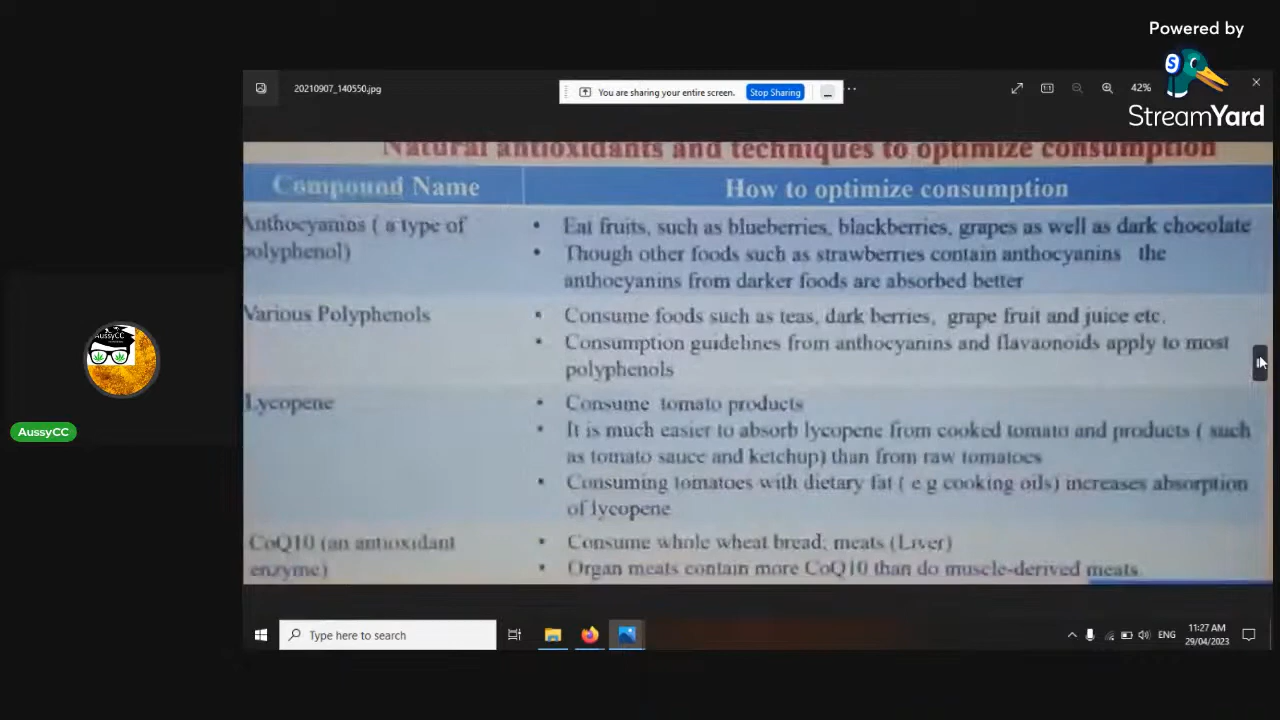 Powered by
StreamYard
20210907_140550.jpg
You are sharing your entire screen.
Stop Sharing
42%
Natural antioxidants and techniques to optimize consumption
Compound Name
How to optimize consumption
Anthocyanins ( a type of
polyphenol)
• Eat fruits, such as blueberries, blackberries, grapes as well as dark chocolate
• Though other foods such as strawberries contain anthocyanins the
anthocyanins from darker foods are absorbed better
Various Polyphenols
• Consume foods such as teas, dark berries, grape fruit and juice etc.
• Consumption guidelines from anthocyanins and flavaonoids apply to most
polyphenols
Lycopene
• Consume tomato products
• It is much easier to absorb lycopene from cooked tomato and products ( such
as tomato sauce and ketchup) than from raw tomatoes
• Consuming tomatoes with dietary fat ( e g cooking oils) increases absorption
of lycopene
CoQ10 (an antioxidant
enzyme)
• Consume whole wheat bread; meats (Liver)
• Organ meats contain more CoQ10 than do muscle-derived meats
AussyCC
AussyCC
Type here to search
ENG
11:27 AM
29/04/2023